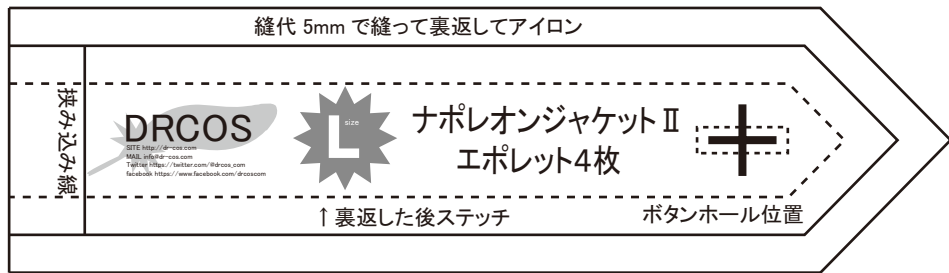 縫代 5mm で縫って裏返してアイロン
挟み込み線
DRCOS
SITE http://dr-cos.com
MAIL info@dr-cos.com
Twitter https://twitter.com/@drcos_com
facebook https://www.facebook.com/drcoscom
L size
ナポレオンジャケットⅡ
エポレット4枚
↑裏返した後ステッチ
ボタンホール位置